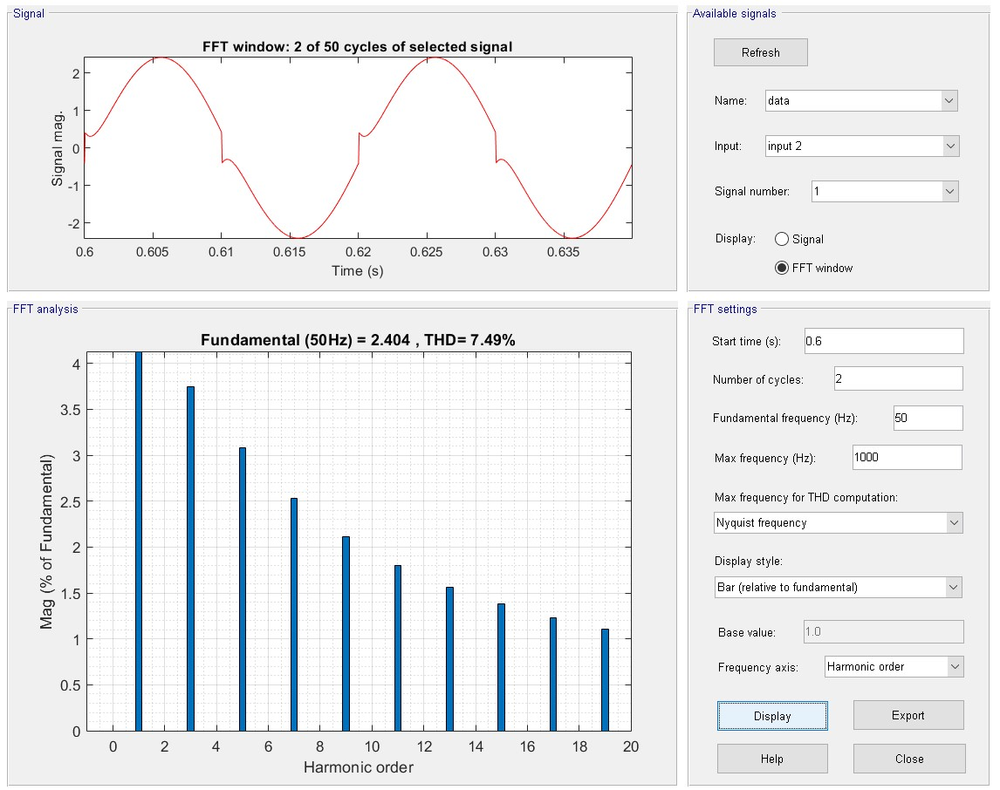 Signal
FFT window: 2 of 50 cycles of selected signal
2
1
0
-1
-2
Signal mag.
0.6 0.605 0.61 0.615 0.62 0.625 0.63 0.635
Time (s)
Available signals
Refresh
Name: data
Input: input 2
Signal number: 1
Display: Signal
FFT window
FFT analysis
Fundamental (50Hz) = 2.404 , THD= 7.49%
4
3.5
3
2.5
2
1.5
1
0.5
0
Mag (% of Fundamental)
0 2 4 6 8 10 12 14 16 18 20
Harmonic order
FFT settings
Start time (s): 0.6
Number of cycles: 2
Fundamental frequency (Hz): 50
Max frequency (Hz): 1000
Max frequency for THD computation:
Nyquist frequency
Display style:
Bar (relative to fundamental)
Base value: 1.0
Frequency axis: Harmonic order
Display Export
Help Close